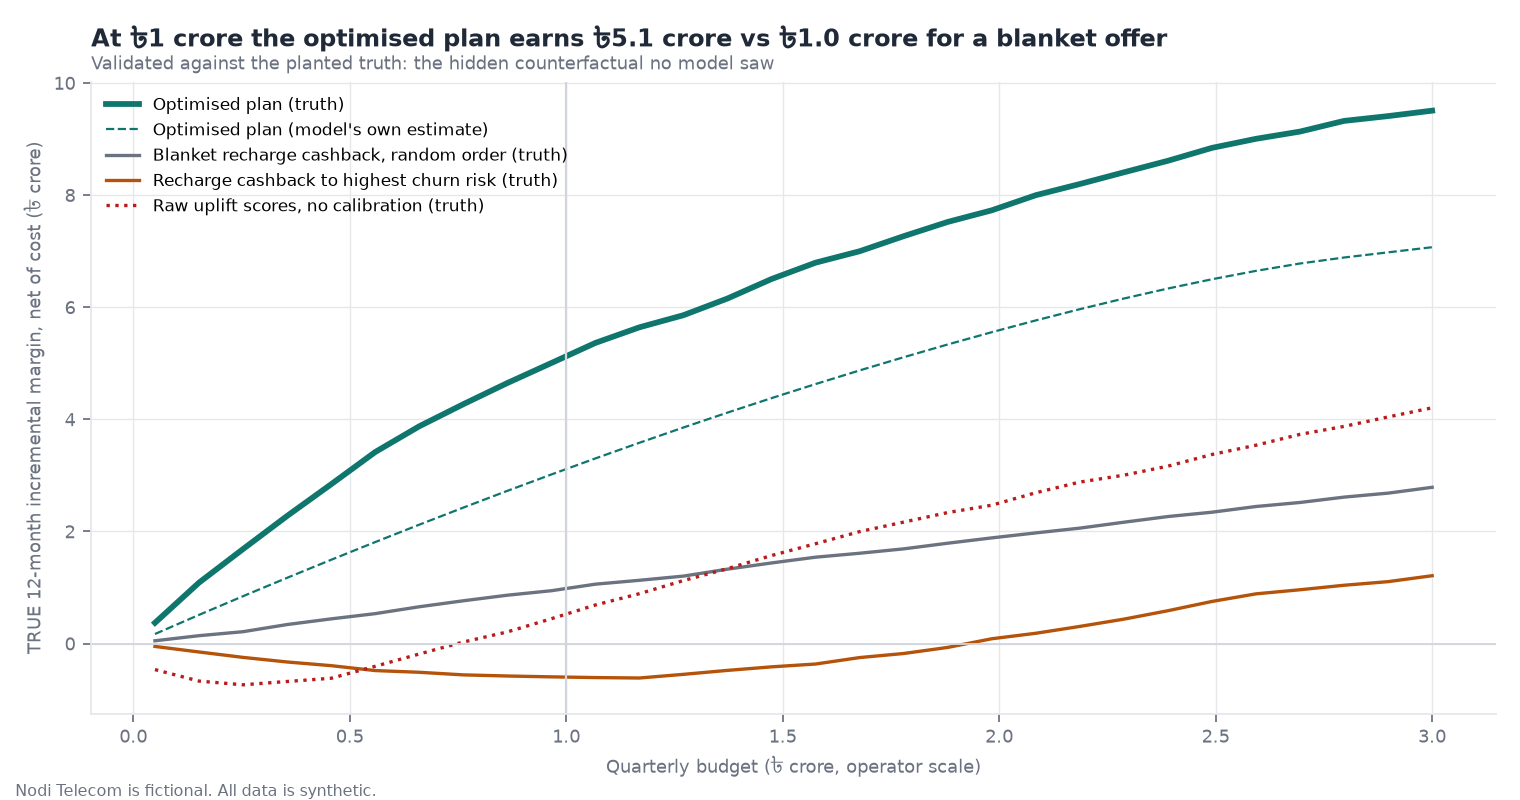 At ৳1 crore the optimised plan earns ৳5.1 crore vs ৳1.0 crore for a blanket offer
Validated against the planted truth: the hidden counterfactual no model saw
Optimised plan (truth)
Optimised plan (model's own estimate)
Blanket recharge cashback, random order (truth)
Recharge cashback to highest churn risk (truth)
Raw uplift scores, no calibration (truth)
TRUE 12-month incremental margin, net of cost (৳ crore)
10
8
6
4
2
0
0.0 0.5 1.0 1.5 2.0 2.5 3.0
Quarterly budget (৳ crore, operator scale)
Nodi Telecom is fictional. All data is synthetic.